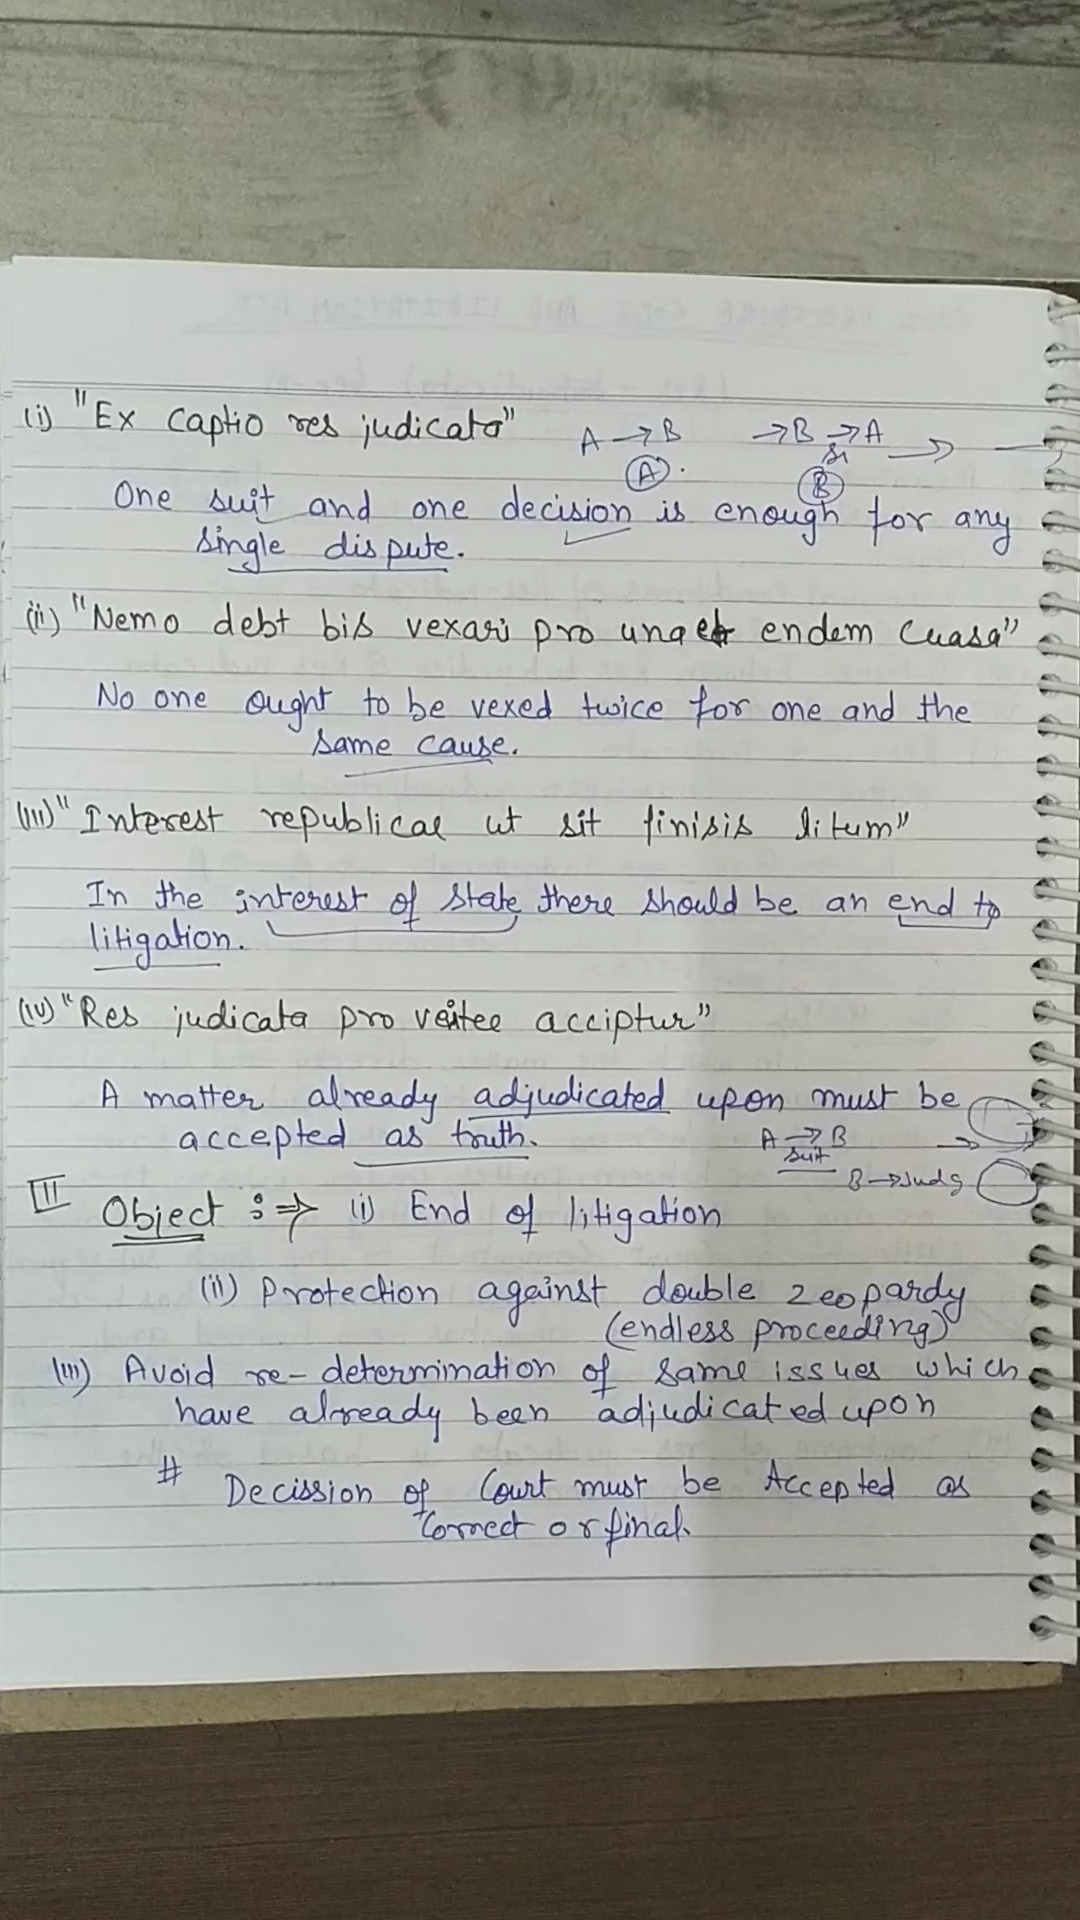 (i) "Ex Captio res judicata" A → B → B → A
(A). (B)
One suit and one decision is enough for any
single dispute.
(ii) "Nemo debt bis vexari pro una et endem Cuasa"
No one ought to be vexed twice for one and the
same cause.
(III) "Interest republicae ut sit finisis litum"
In the interest of state there should be an end to
litigation.
(IV) "Res judicata pro acciptur"
A matter already adjudicated upon must be
accepted as truth. A → B
suit
B → Judg
III Object :⇒ (i) End of litigation
(ii) Protection against double zeopardy
(endless proceeding)
(III) Avoid re-determination of same issues which
have already been adjudicated upon
# Decission of Court must be Accepted as
Correct or final.